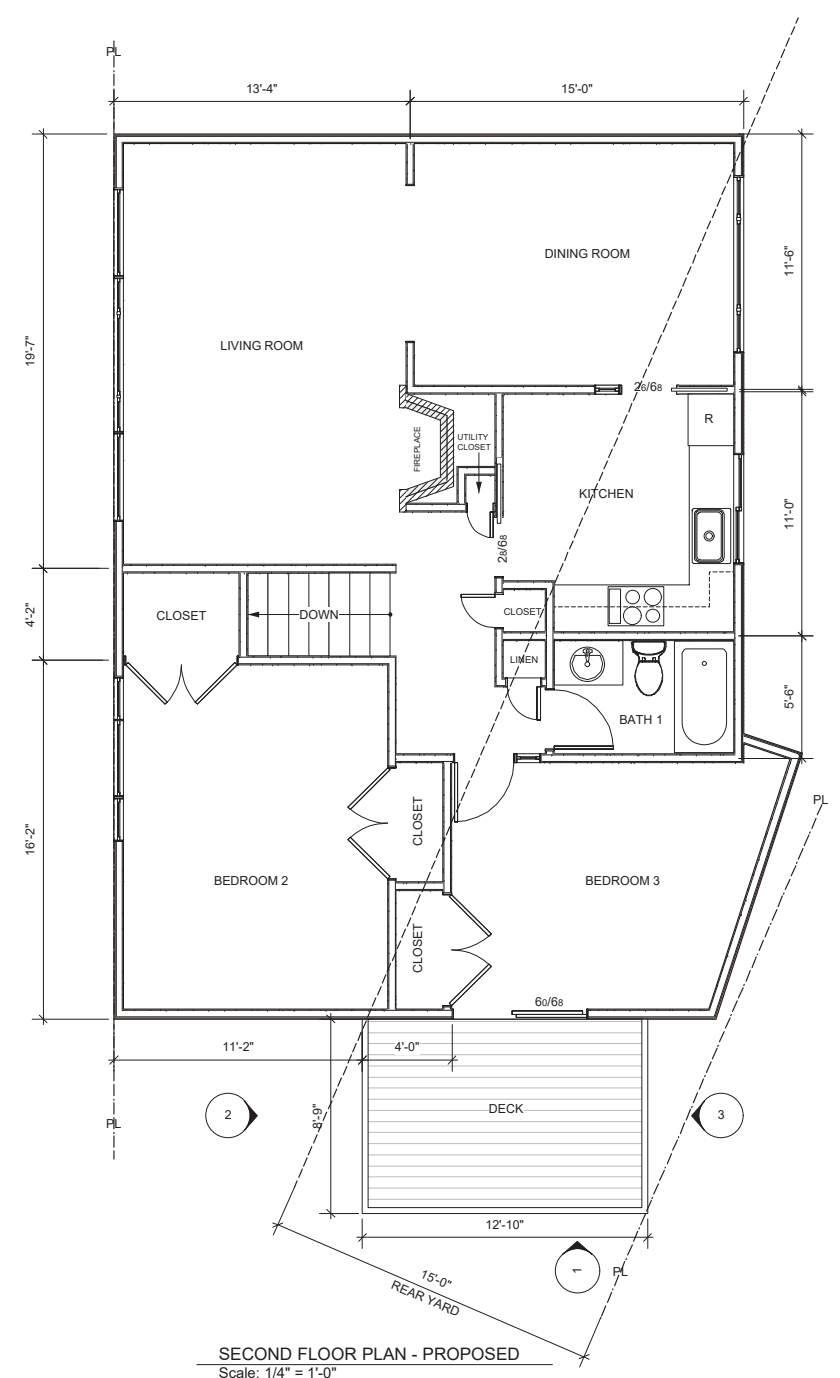 PL
13'-4"
15'-0"
DINING ROOM
11'-6"
19'-7"
LIVING ROOM
26/68
R
FIREPLACE
UTILITY
CLOSET
KITCHEN
11'-0"
28/68
4'-2"
CLOSET
DOWN
CLOSET
LINEN
BATH 1
5'-6"
PL
16'-2"
CLOSET
BEDROOM 2
BEDROOM 3
CLOSET
60/68
11'-2"
4'-0"
PL
2
8'-9"
DECK
3
12'-10"
1
PL
15'-0"
REAR YARD
SECOND FLOOR PLAN - PROPOSED
Scale: 1/4" = 1'-0"